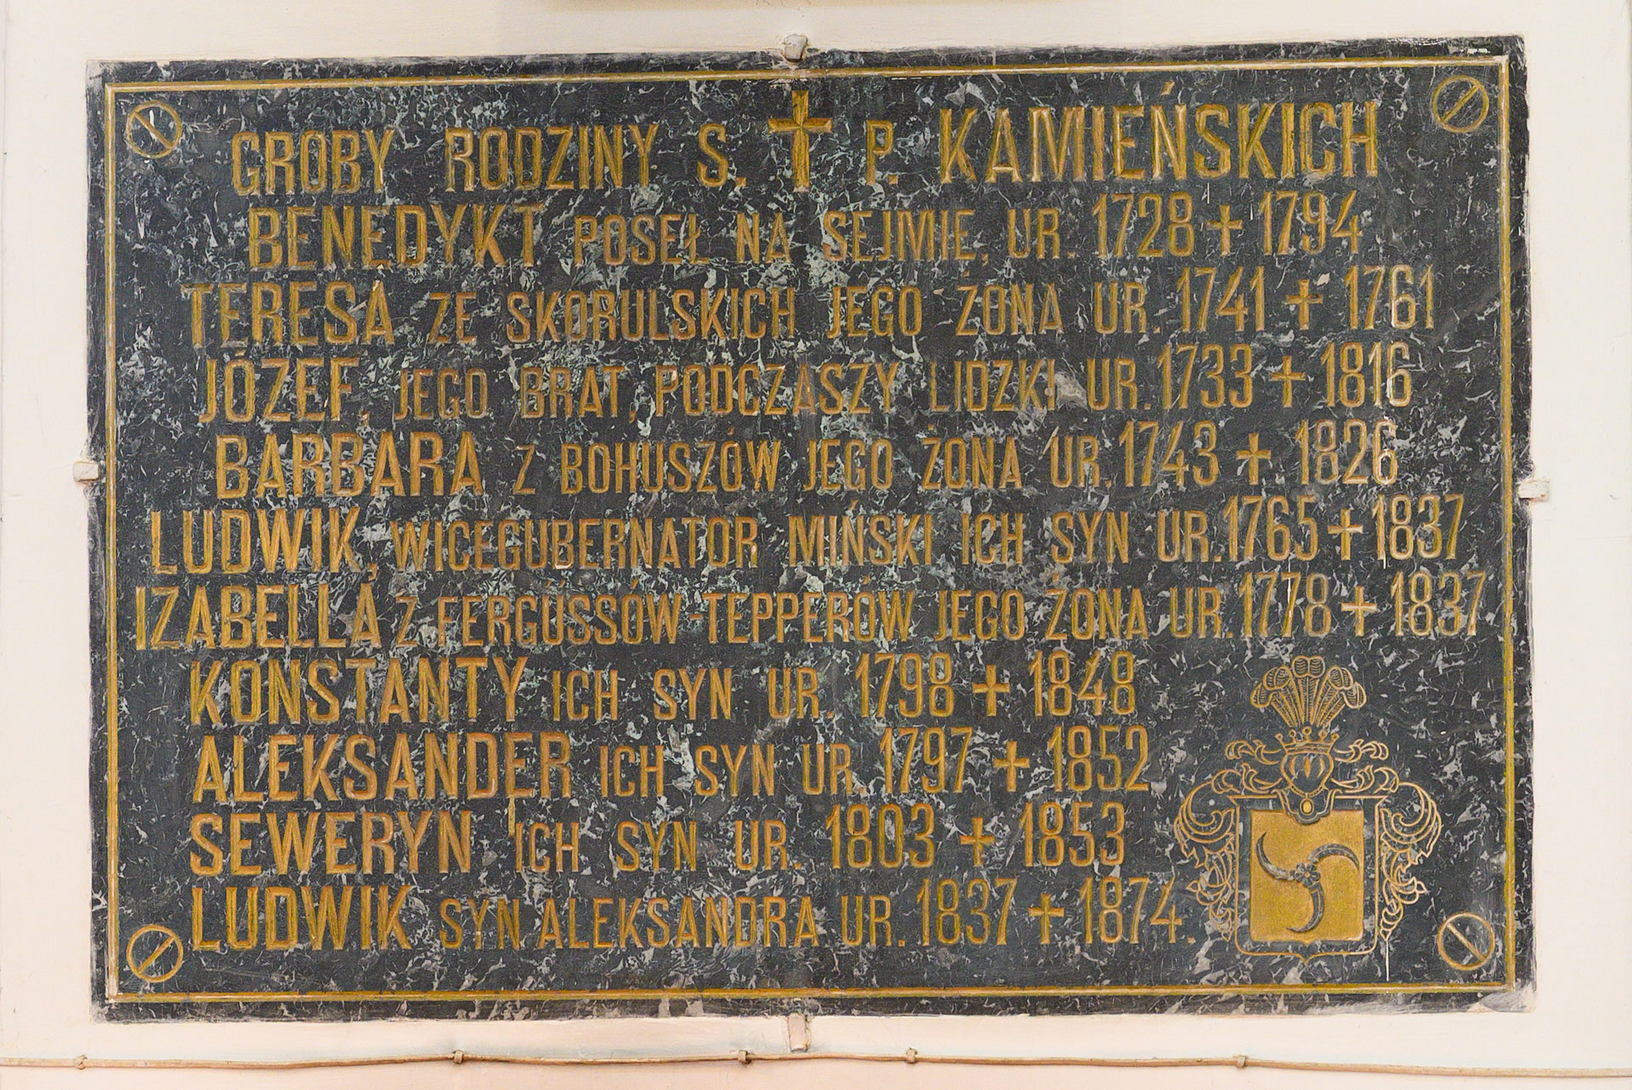 GROBY RODZINY S. ✝ P. KAMIEŃSKICH
BENEDYKT POSEŁ NA SEJMIE, UR. 1728 ✝ 1794
TERESA ZE SKORULSKICH JEGO ŻONA UR. 1741 ✝ 1761
JÓZEF, JEGO BRAT, PODCZASZY LIDZKI UR. 1733 ✝ 1816
BARBARA Z BOHUSZÓW JEGO ŻONA UR. 1743 ✝ 1826
LUDWIK, WICEGUBERNATOR MIŃSKI ICH SYN UR. 1765 ✝ 1837
IZABELLA Z FERGUSSÓW-TEPPERÓW JEGO ŻONA UR. 1778 ✝ 1837
KONSTANTY ICH SYN UR. 1798 ✝ 1848
ALEKSANDER ICH SYN UR. 1797 ✝ 1852
SEWERYN ICH SYN UR. 1803 ✝ 1853
LUDWIK SYN ALEKSANDRA UR. 1837 ✝ 1874.